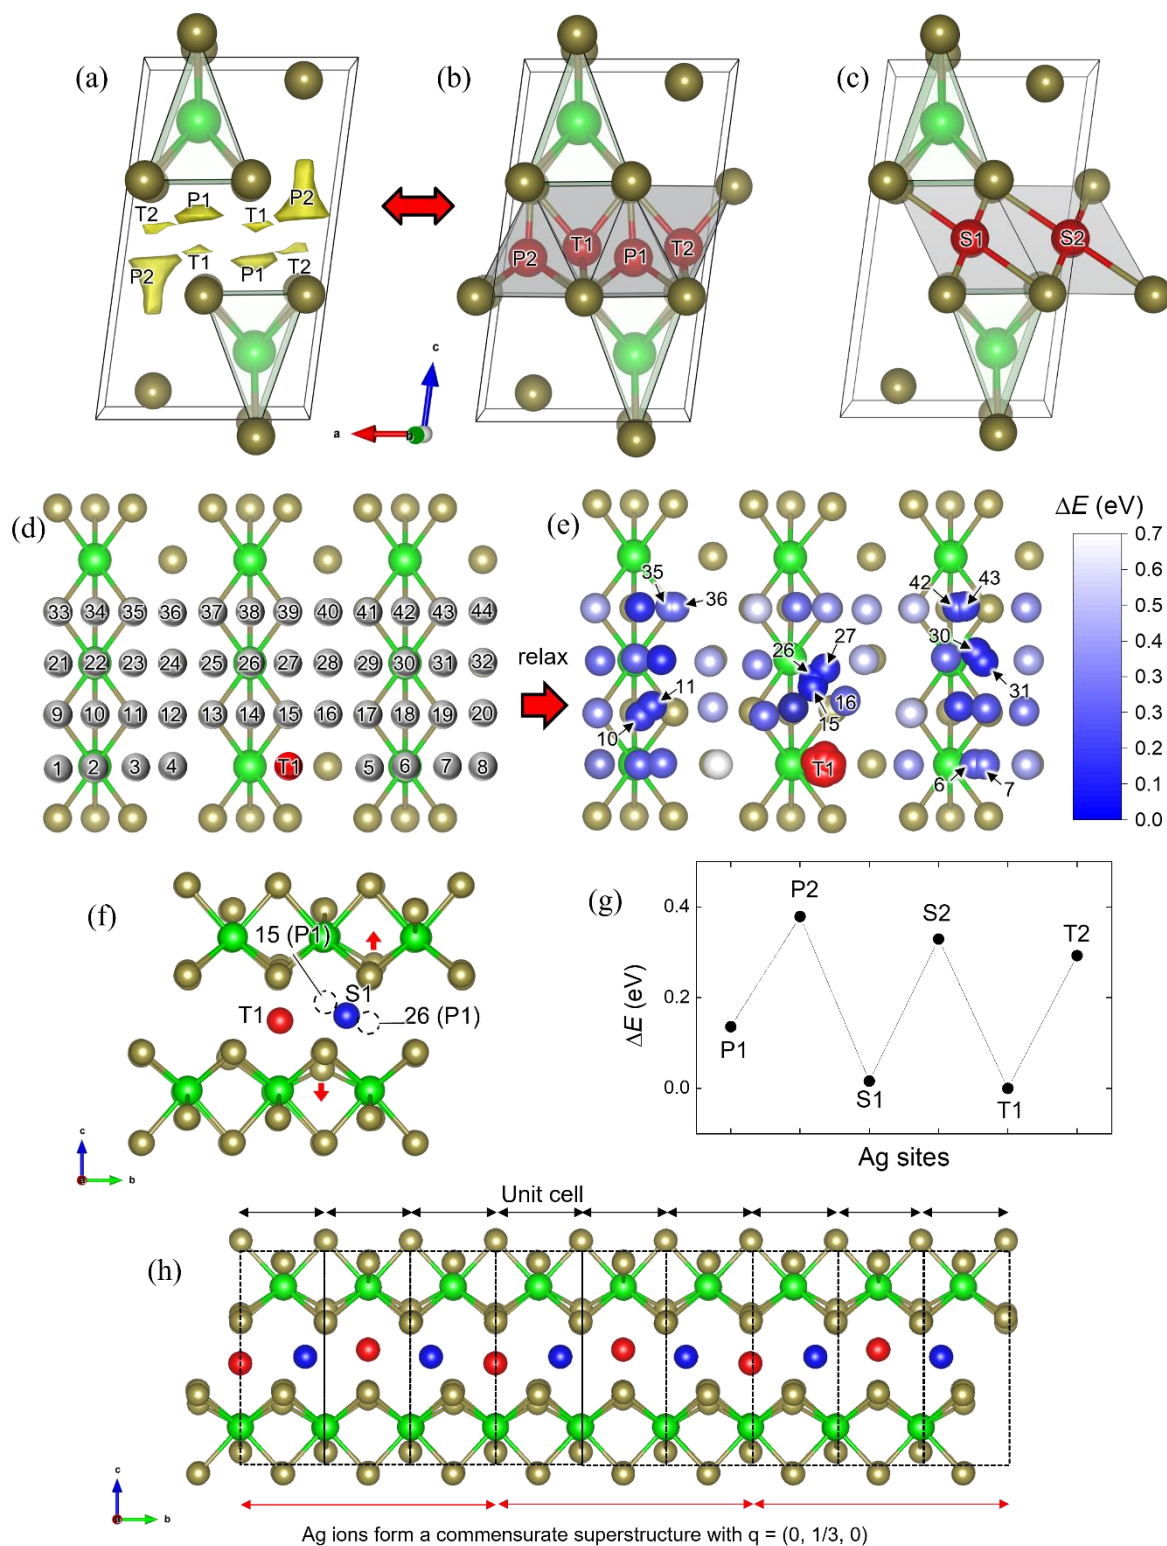 (a)
(b)
(c)
P2
P1
T2
T1
T1
P1
T2
P2
P2
T1
P1
T2
S1
S2
c
a
b
(d)
(e)
ΔE (eV)
0.7
0.6
0.5
0.4
0.3
0.2
0.1
0.0
33 34 35 36 37 38 39 40 41 42 43 44
21 22 23 24 25 26 27 28 29 30 31 32
9 10 11 12 13 14 15 16 17 18 19 20
1 2 3 4 T1 5 6 7 8
relax
35
36
42
43
26
27
30
31
11
10
16
15
T1
6
7
(f)
15 (P1)
S1
T1
26 (P1)
c
a
b
(g)
ΔE (eV)
0.4
0.2
0.0
P1
P2
S1
S2
T1
T2
Ag sites
Unit cell
(h)
c
a
b
Ag ions form a commensurate superstructure with q = (0, 1/3, 0)